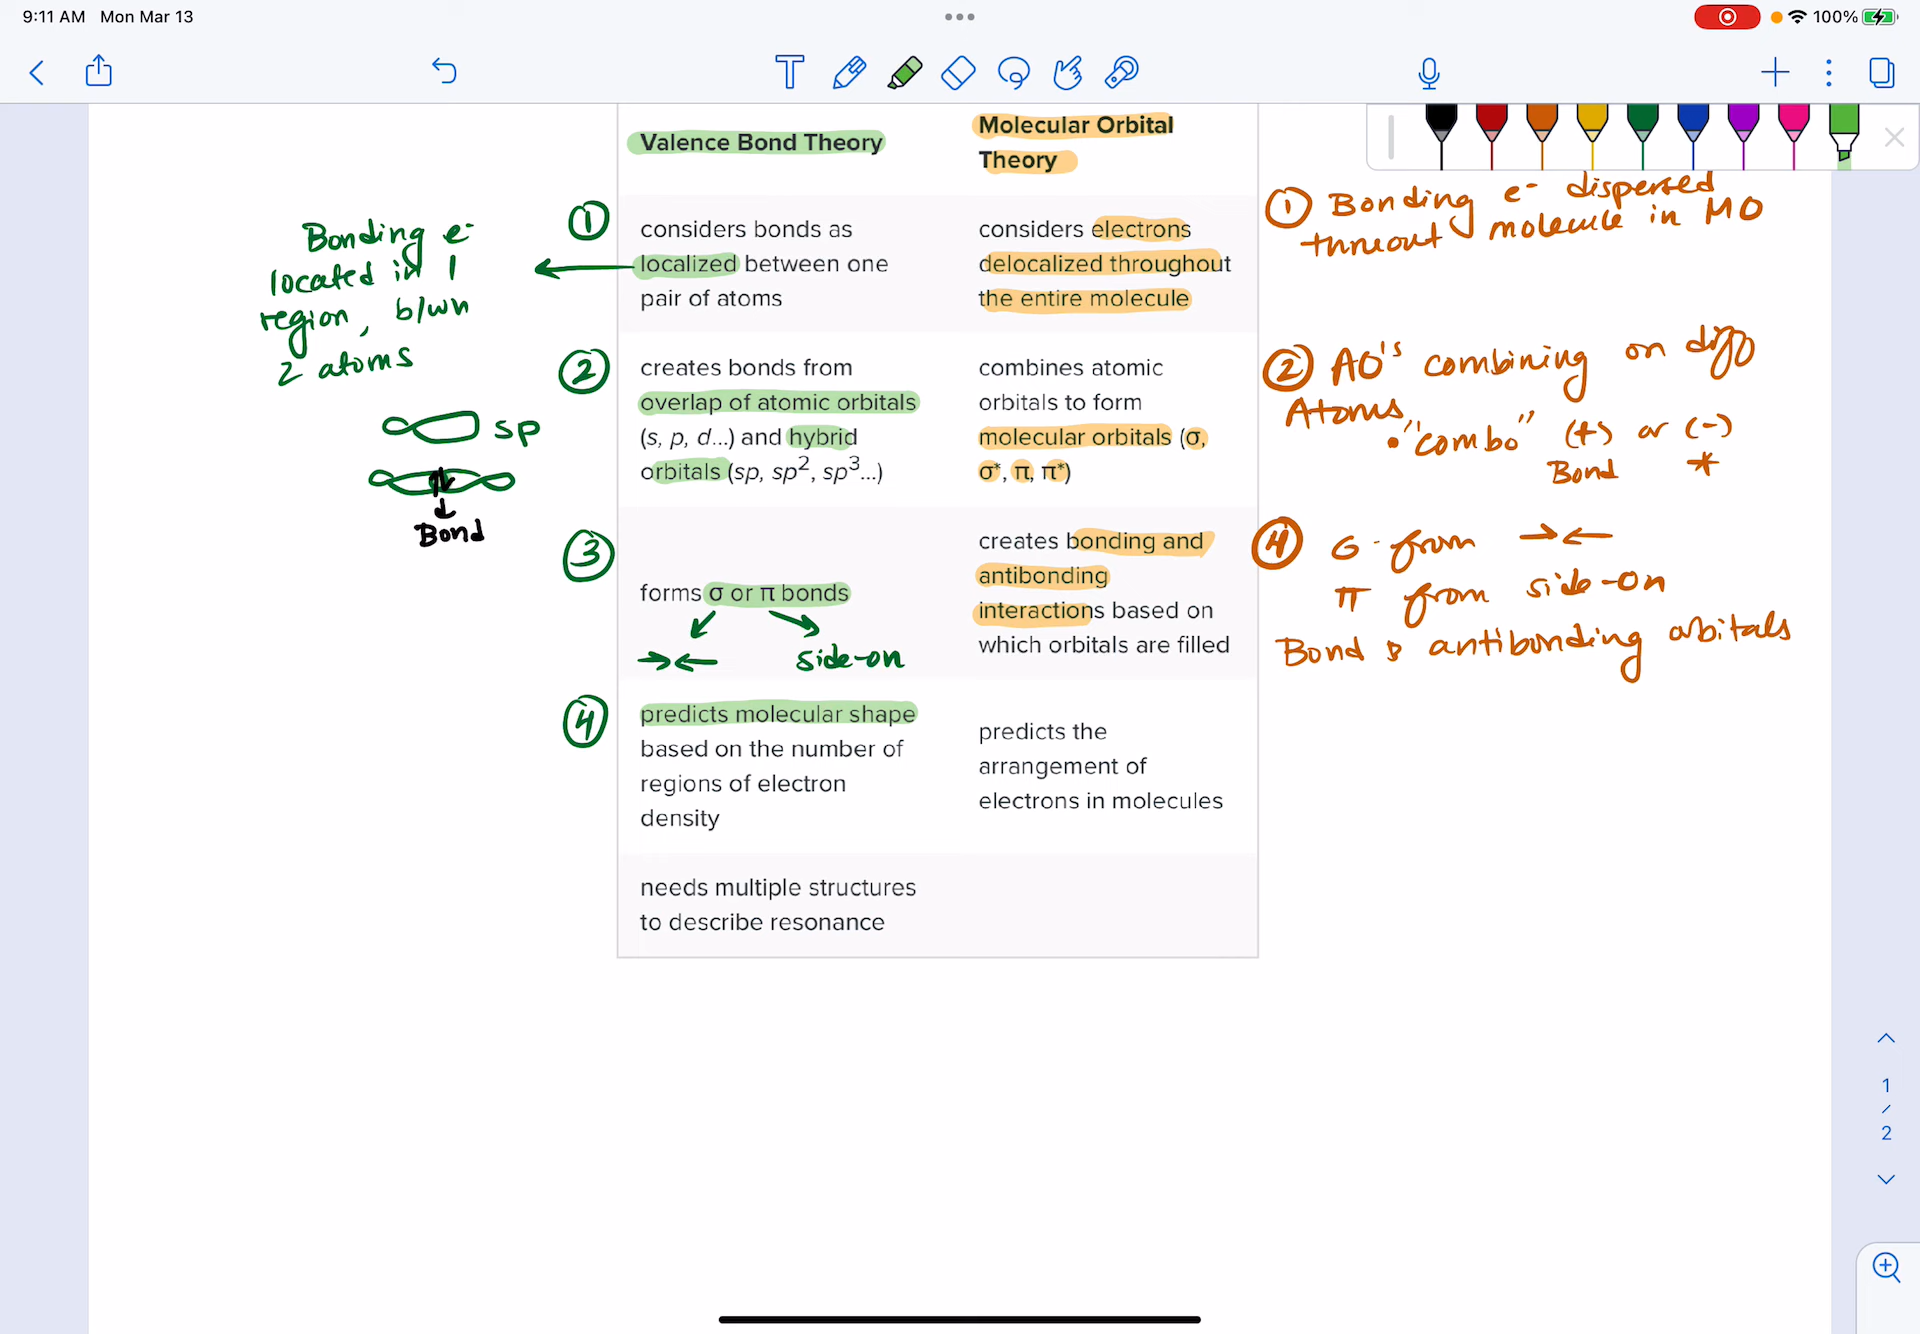 9:11 AM Mon Mar 13
100%
Valence Bond Theory
Molecular Orbital
Theory
Bonding e-
located in 1
region, b/wn
2 atoms
sp
Bond
①
considers bonds as
localized between one
pair of atoms
considers electrons
delocalized throughout
the entire molecule
① Bonding e- dispersed
threout molecule in MO
②
creates bonds from
overlap of atomic orbitals
(s, p, d...) and hybrid
orbitals (sp, sp², sp³...)
combines atomic
orbitals to form
molecular orbitals (σ,
σ*, π, π*)
② AO's combining on diff
Atoms
• "combo" (+) or (-)
Bond *
③
forms σ or π bonds
→← side-on
creates bonding and
antibonding
interactions based on
which orbitals are filled
④ σ from →←
π from side-on
Bond & antibonding orbitals
④
predicts molecular shape
based on the number of
regions of electron
density
predicts the
arrangement of
electrons in molecules
needs multiple structures
to describe resonance
1
/
2